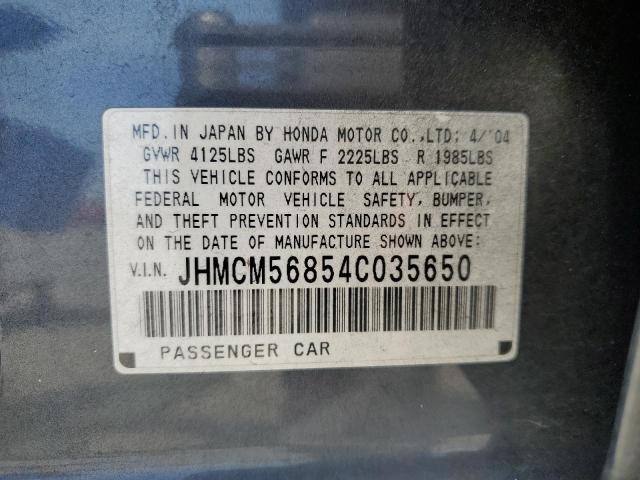 MFD. IN JAPAN BY HONDA MOTOR CO.,LTD; 4/'04
GVWR 4125LBS GAWR F 2225LBS R 1985LBS
THIS VEHICLE CONFORMS TO ALL APPLICABLE
FEDERAL MOTOR VEHICLE SAFETY, BUMPER,
AND THEFT PREVENTION STANDARDS IN EFFECT
ON THE DATE OF MANUFACTURE SHOWN ABOVE:
V.I.N. JHMCM56854C035650
PASSENGER CAR